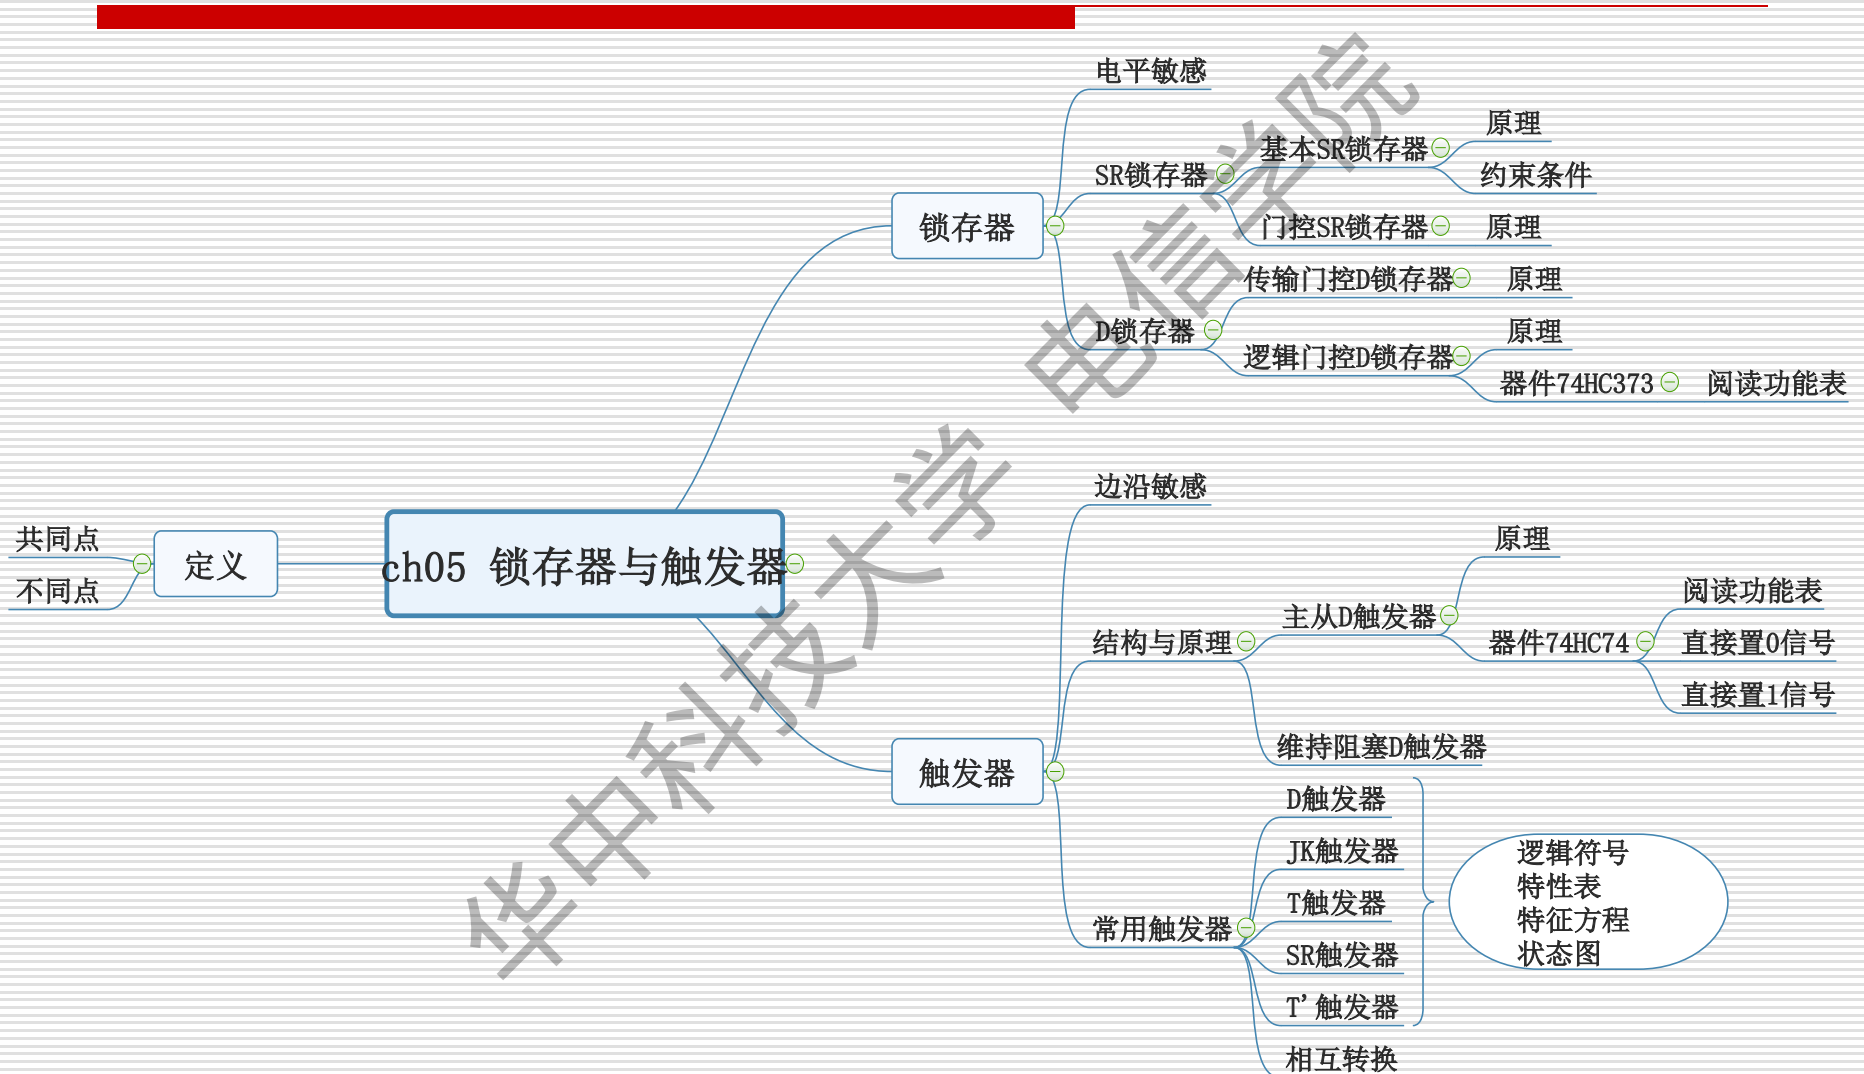 电平敏感
原理
基本SR锁存器
SR锁存器
约束条件
锁存器
门控SR锁存器
原理
传输门控D锁存器
原理
D锁存器
原理
逻辑门控D锁存器
器件74HC373
阅读功能表
边沿敏感
共同点
定义
不同点
ch05 锁存器与触发器
原理
阅读功能表
主从D触发器
结构与原理
器件74HC74
直接置0信号
直接置1信号
维持阻塞D触发器
触发器
D触发器
JK触发器
逻辑符号
特性表
特征方程
状态图
T触发器
常用触发器
SR触发器
T'触发器
相互转换
华中科技大学 电信学院